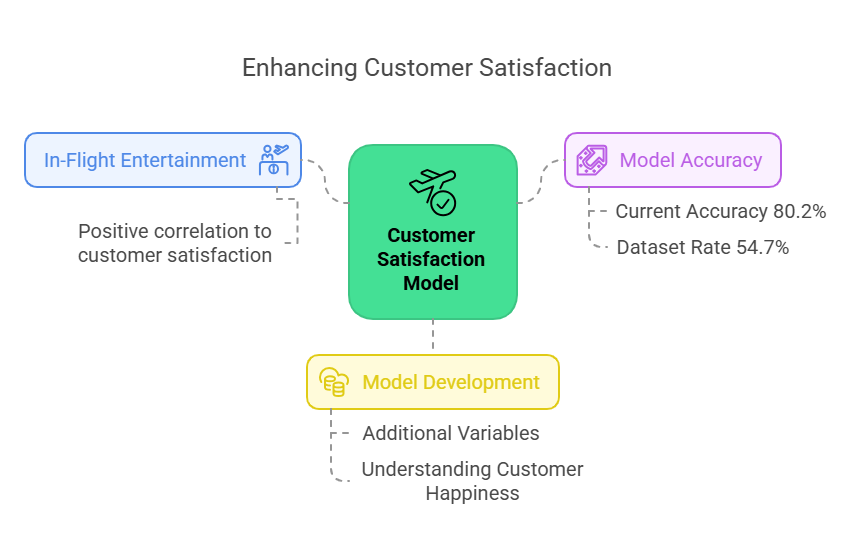 Enhancing Customer Satisfaction
In-Flight Entertainment
Positive correlation to
customer satisfaction
Customer
Satisfaction
Model
Model Accuracy
Current Accuracy 80.2%
Dataset Rate 54.7%
Model Development
Additional Variables
Understanding Customer
Happiness